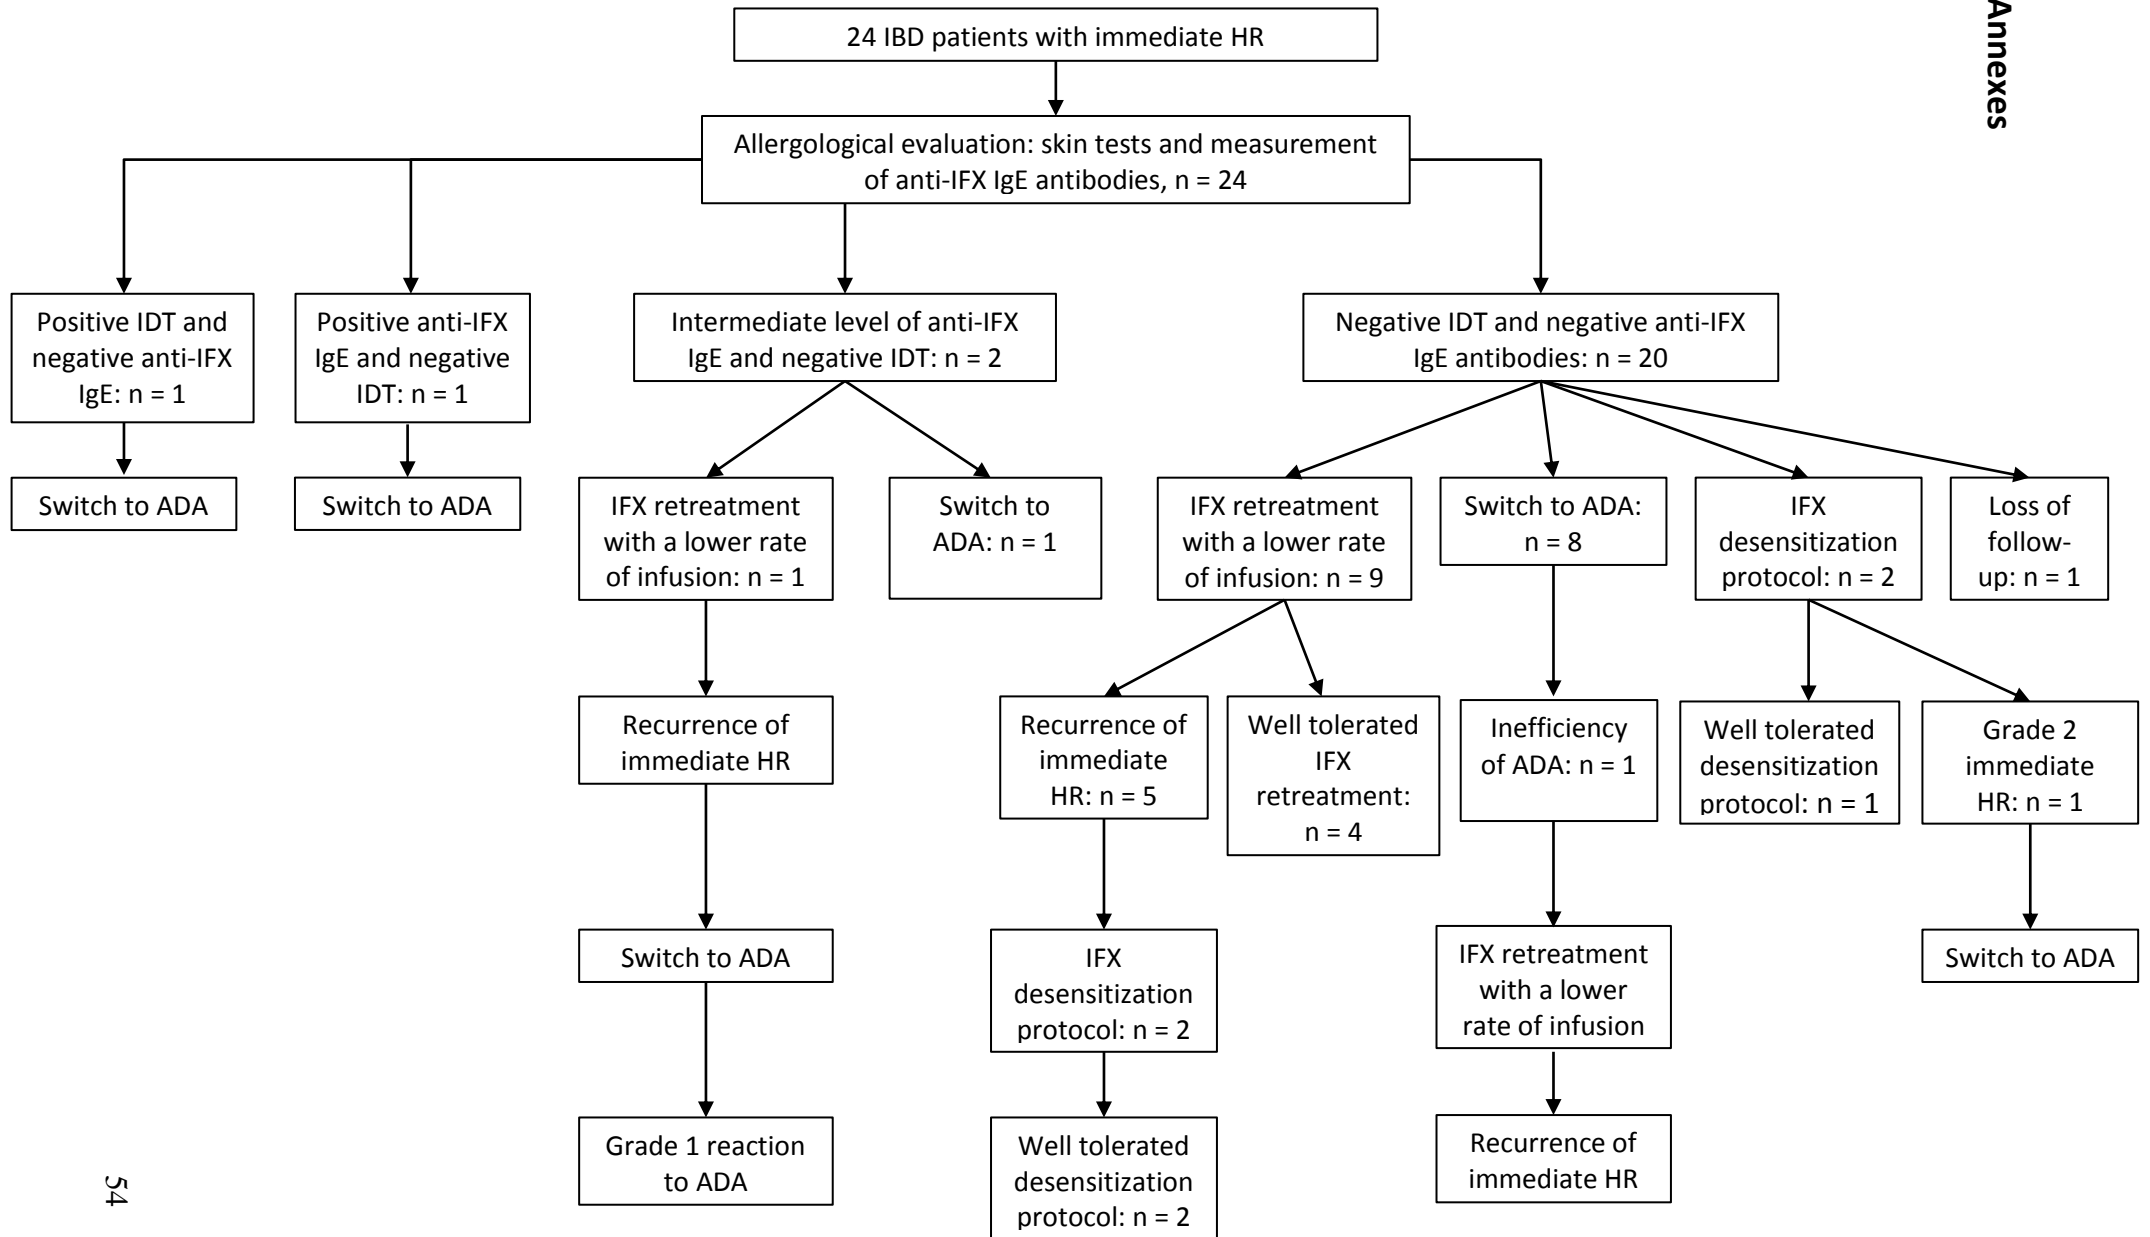 Annexes
24 IBD patients with immediate HR
Allergological evaluation: skin tests and measurement
of anti-IFX IgE antibodies, n = 24
Positive IDT and
negative anti-IFX
IgE: n = 1
Positive anti-IFX
IgE and negative
IDT: n = 1
Intermediate level of anti-IFX
IgE and negative IDT: n = 2
Negative IDT and negative anti-IFX
IgE antibodies: n = 20
Switch to ADA
Switch to ADA
IFX retreatment
with a lower rate
of infusion: n = 1
Switch to
ADA: n = 1
IFX retreatment
with a lower rate
of infusion: n = 9
Switch to ADA:
n = 8
IFX
desensitization
protocol: n = 2
Loss of
follow-
up: n = 1
Recurrence of
immediate HR
Recurrence of
immediate
HR: n = 5
Well tolerated
IFX
retreatment:
n = 4
Inefficiency
of ADA: n = 1
Well tolerated
desensitization
protocol: n = 1
Grade 2
immediate
HR: n = 1
Switch to ADA
IFX
desensitization
protocol: n = 2
IFX retreatment
with a lower
rate of infusion
Switch to ADA
Grade 1 reaction
to ADA
Well tolerated
desensitization
protocol: n = 2
Recurrence of
immediate HR
54